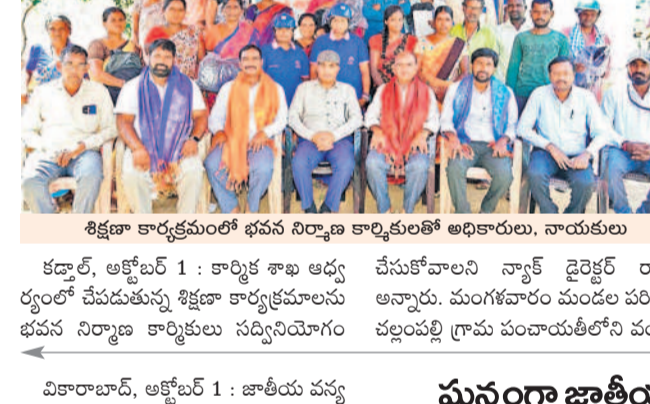 శిక్షణా కార్యక్రమంలో భవన నిర్మాణ కార్మికులతో అధికారులు, నాయకులు
కడ్తాల్, అక్టోబర్ 1 : కార్మిక శాఖ ఆధ్వ
ర్యంలో చేపడుతున్న శిక్షణా కార్యక్రమాలను
భవన నిర్మాణ కార్మికులు సద్వినియోగం
చేసుకోవాలని న్యాక్ డైరెక్టర్
అన్నారు. మంగళవారం మండల పరి
చల్లంపల్లి గ్రామ పంచాయతీలోని
వికారాబాద్, అక్టోబర్ 1 : జాతీయ వన్య
ఘనంగా జాతీయ